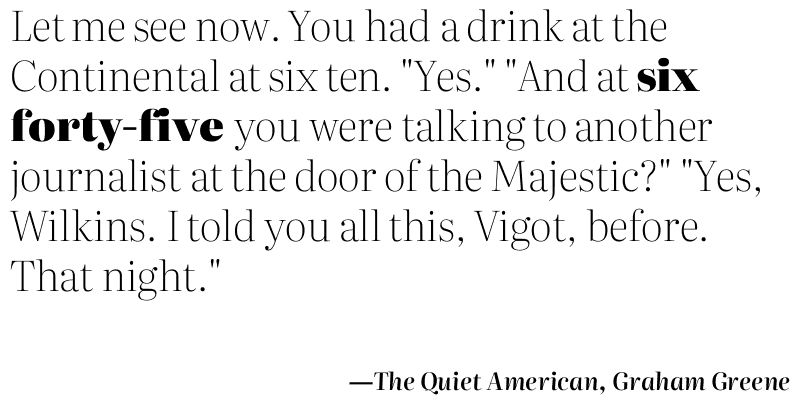 Let me see now. You had a drink at the
Continental at six ten. "Yes." "And at six
forty-five you were talking to another
journalist at the door of the Majestic?" "Yes,
Wilkins. I told you all this, Vigot, before.
That night."
—The Quiet American, Graham Greene